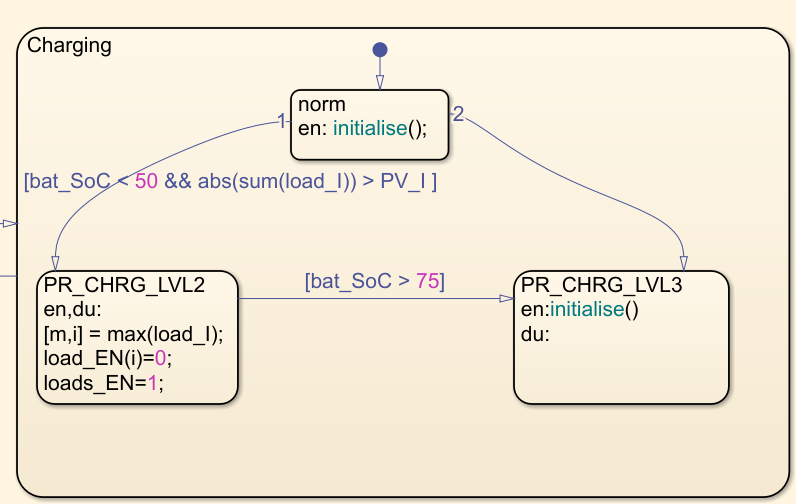 Charging
norm
en: initialise();
1
2
[bat_SoC < 50 && abs(sum(load_I)) > PV_I ]
PR_CHRG_LVL2
en,du:
[m,i] = max(load_I);
load_EN(i)=0;
loads_EN=1;
[bat_SoC > 75]
PR_CHRG_LVL3
en:initialise()
du: